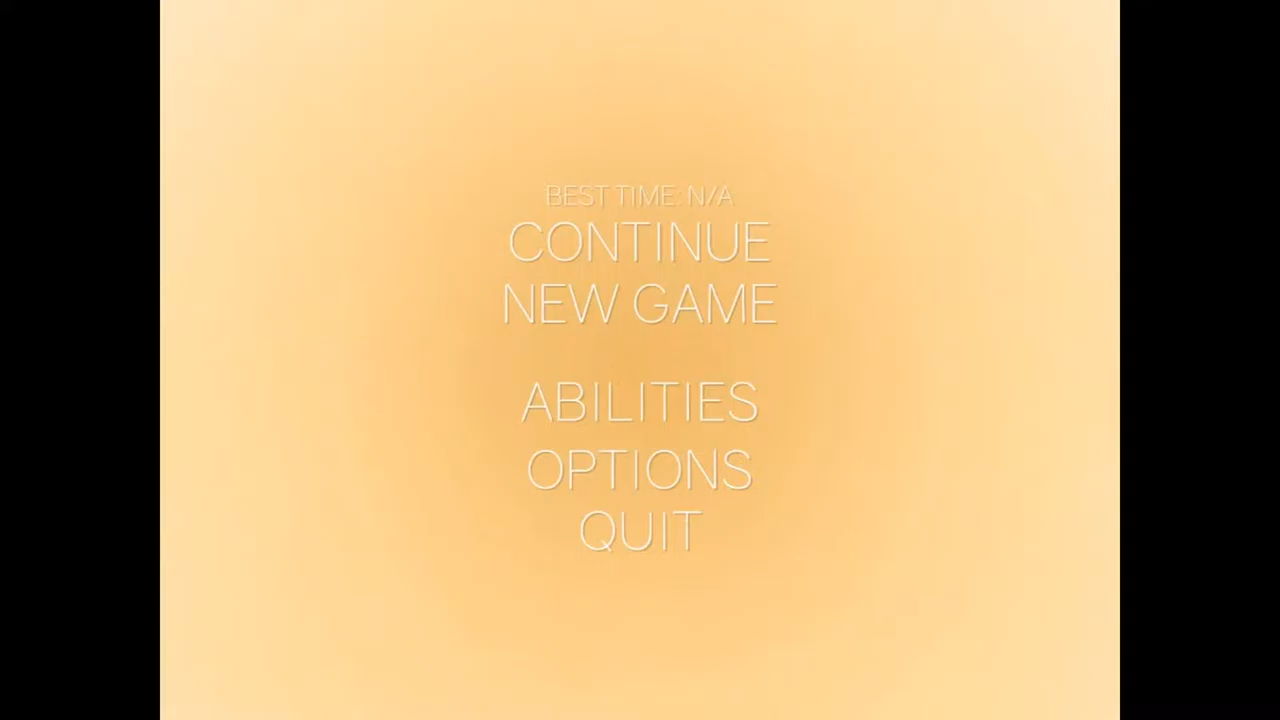 BEST TIME: N/A
CONTINUE
NEW GAME
ABILITIES
OPTIONS
QUIT